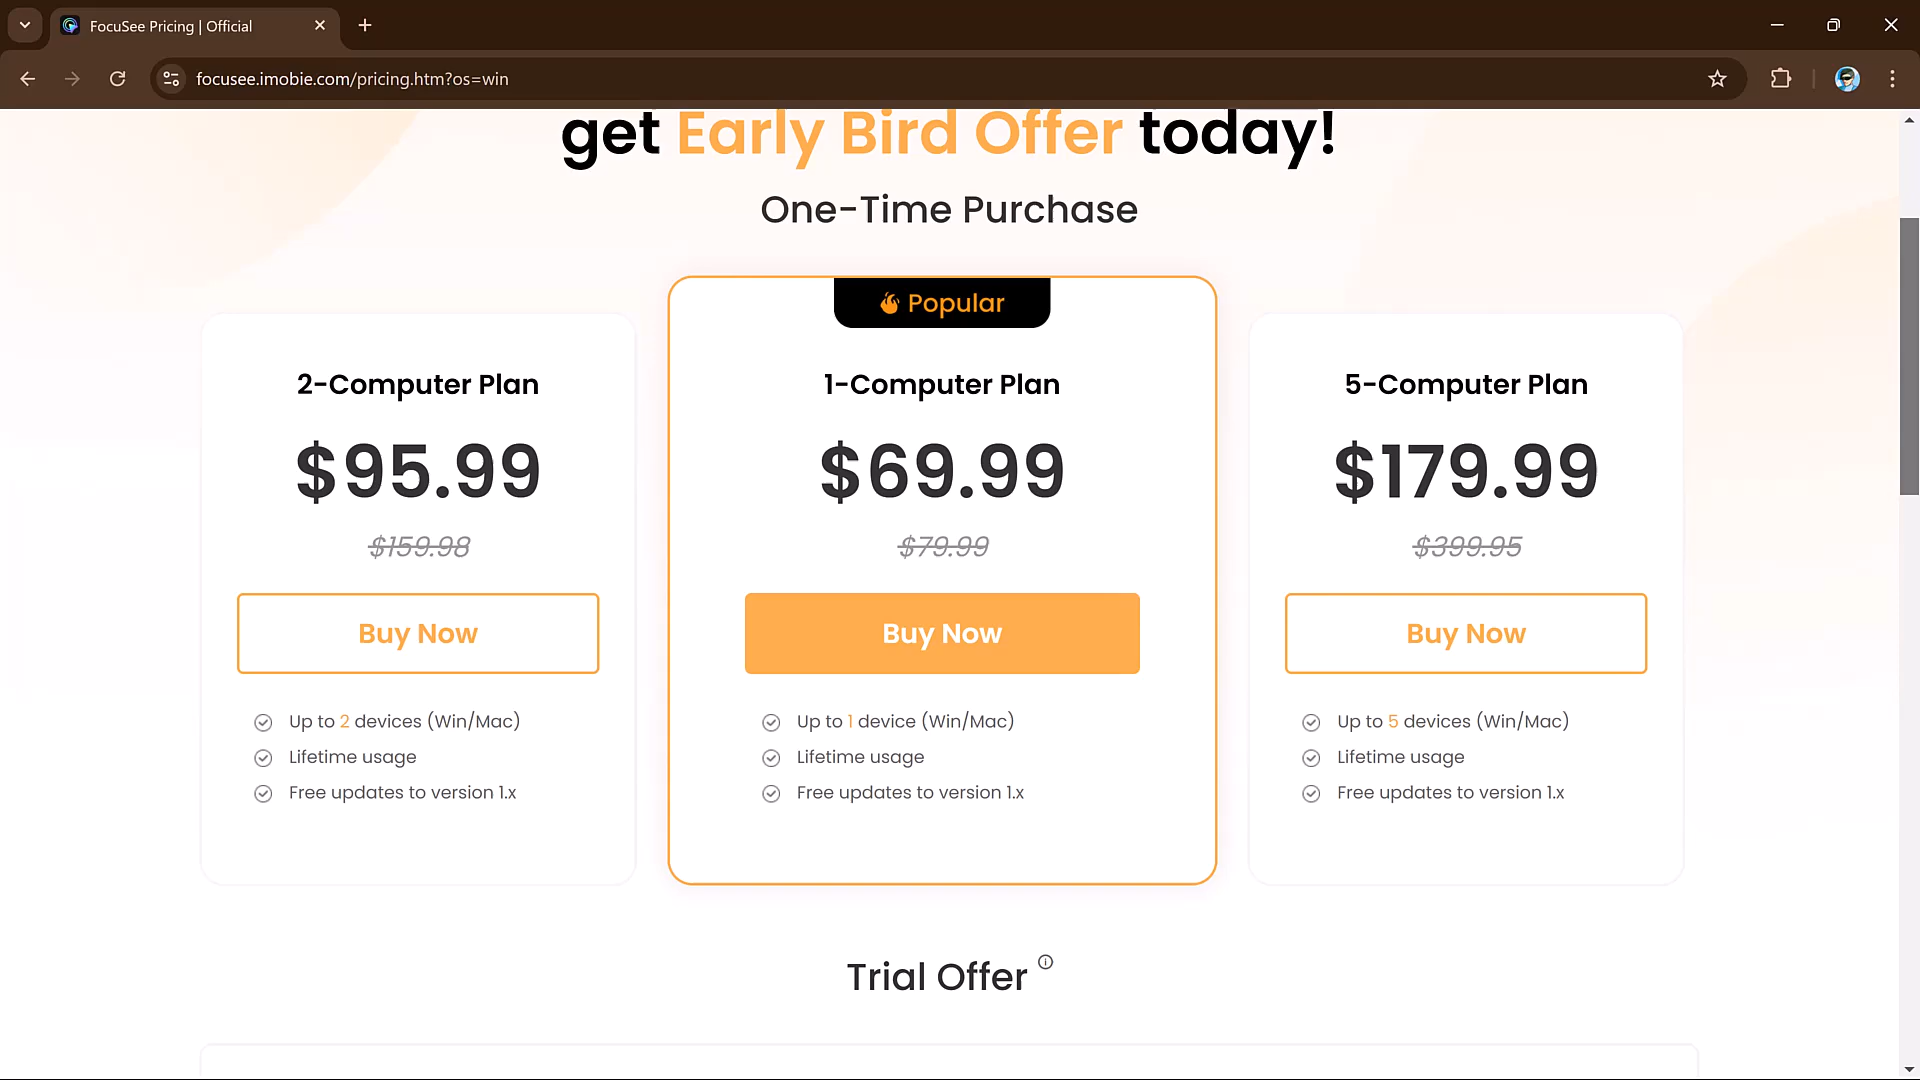 FocuSee Pricing | Official
focusee.imobie.com/pricing.htm?os=win
get Early Bird Offer today!
One-Time Purchase
2-Computer Plan
$95.99
$159.98
Buy Now
Up to 2 devices (Win/Mac)
Lifetime usage
Free updates to version 1.x
Popular
1-Computer Plan
$69.99
$79.99
Buy Now
Up to 1 device (Win/Mac)
Lifetime usage
Free updates to version 1.x
5-Computer Plan
$179.99
$399.95
Buy Now
Up to 5 devices (Win/Mac)
Lifetime usage
Free updates to version 1.x
Trial Offer